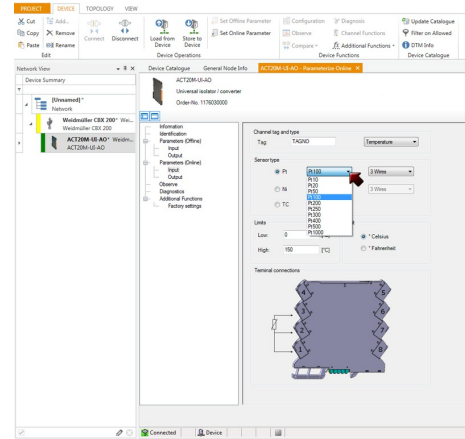 PROJECT DEVICE TOPOLOGY VIEW
Cut Add... Set Offline Parameter Configuration Diagnosis Update Catalogue
Copy Remove Connect Disconnect Load from Device Store to Device Set Online Parameter Observe Channel Functions Filter on Allowed
Paste Rename Compare Additional Functions DTM Info
Edit Device Operations Device Functions Device Catalogue
Network View
Device Catalogue General Node Info ACT20M-UI-AO - Parameterize Online
Device Summary
[Unnamed]*
Network
Weidmüller CBX 200* Wei...
Weidmüller CBX 200
ACT20M-UI-AO* Weidm...
ACT20M-UI-AO
ACT20M-UI-AO
Universal isolator / converter
Order-No. 1176030000
Information
Identification
Parameters (Offline)
Input
Output
Parameters (Online)
Input
Output
Observe
Diagnostics
Additional Functions
Factory settings
Channel tag and type
Tag: TAGNO Temperature
Sensor type
Pt Pt100 3 Wires
Pt10
Pt20
Pt50
Pt100
Pt200
Pt250
Pt300
Pt400
Pt500
Pt1000
Ni 3 Wires
TC
Limits
Low: 0 ° Celsius
High: 150 [°C] ° Fahrenheit
Terminal connections
4 5
3 6
2 7
1 8
Connected Device